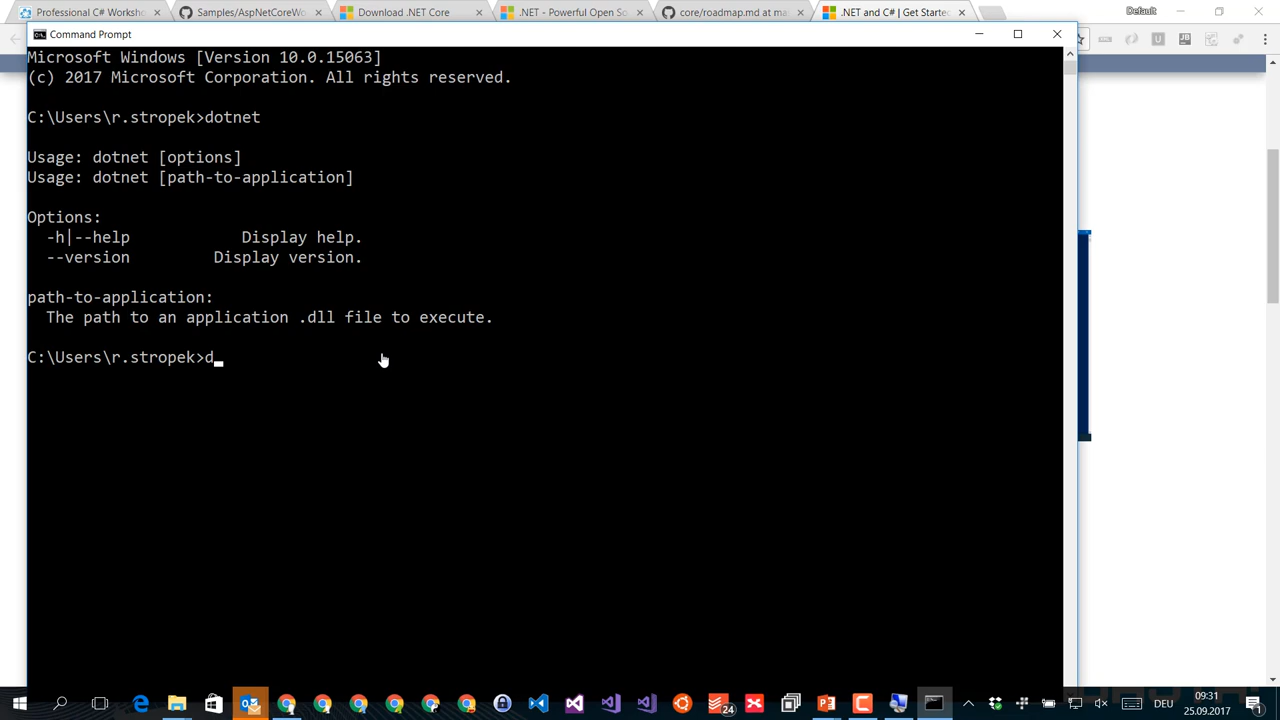 Professional C# Worksho
Samples/AspNetCoreWo
Download .NET Core
.NET - Powerful Open So
core/roadmap.md at mas
.NET and C# | Get Starte
Default
Command Prompt
Microsoft Windows [Version 10.0.15063]
(c) 2017 Microsoft Corporation. All rights reserved.
C:\Users\r.stropek>dotnet
Usage: dotnet [options]
Usage: dotnet [path-to-application]
Options:
-h|--help Display help.
--version Display version.
path-to-application:
The path to an application .dll file to execute.
C:\Users\r.stropek>d_
24
DEU
09:31
25.09.2017
1